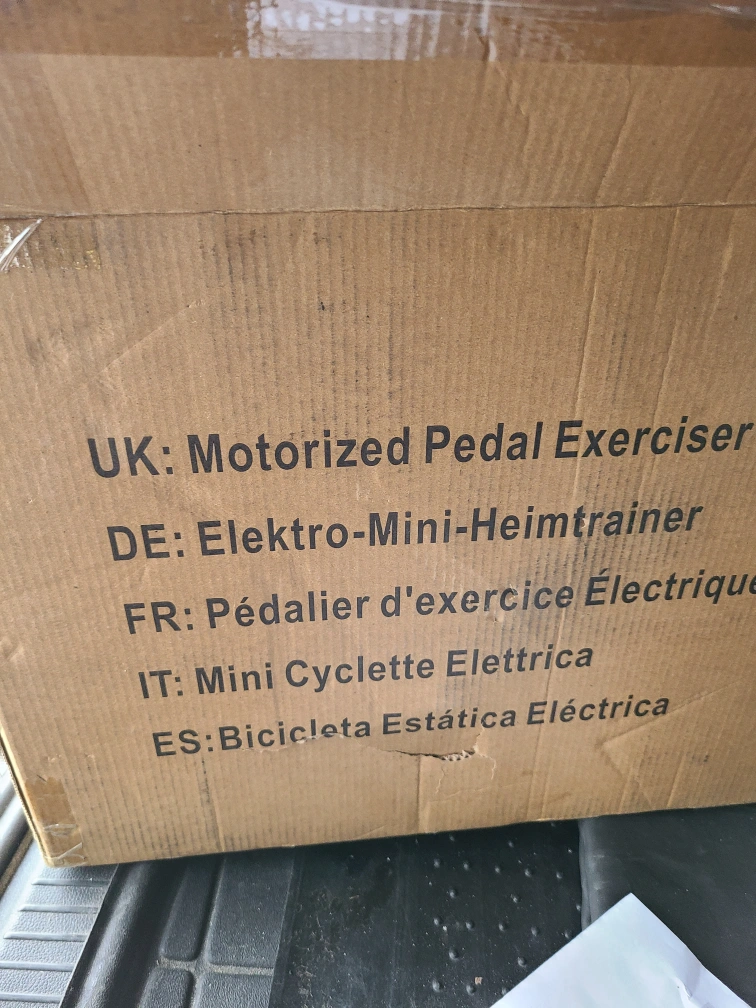 UK: Motorized Pedal Exerciser
DE: Elektro-Mini-Heimtrainer
FR: Pédalier d'exercice Électrique
IT: Mini Cyclette Elettrica
ES:Bicicleta Estática Eléctrica